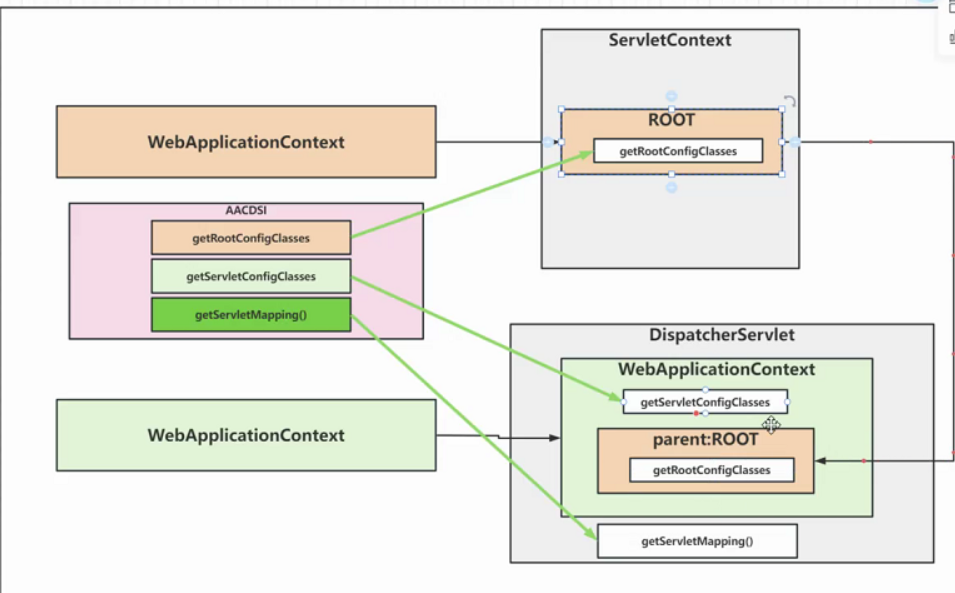 ServletContext
ROOT
getRootConfigClasses
WebApplicationContext
AACDSI
getRootConfigClasses
getServletConfigClasses
getServletMapping()
DispatcherServlet
WebApplicationContext
getServletConfigClasses
parent:ROOT
getRootConfigClasses
WebApplicationContext
getServletMapping()